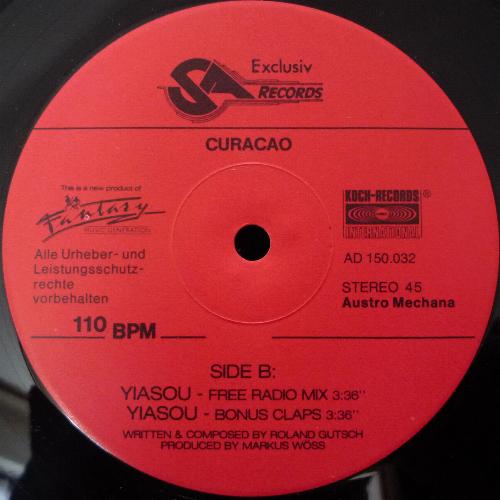 Exclusiv
SA RECORDS
CURACAO
This is a new product of
Fantasy
MUSIC GENERATION
KOCH-RECORDS®
INTERNATIONAL
Alle Urheber- und
Leistungsschutz-
rechte
vorbehalten
AD 150.032
STEREO 45
Austro Mechana
110 BPM
SIDE B:
YIASOU - FREE RADIO MIX 3:36''
YIASOU - BONUS CLAPS 3:36''
WRITTEN & COMPOSED BY ROLAND GUTSCH
PRODUCED BY MARKUS WÖSS